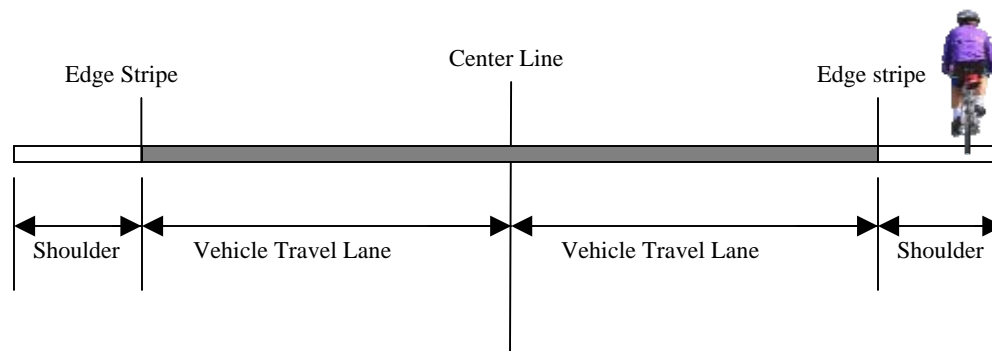 Center Line
Edge Stripe
Edge stripe
Shoulder
Vehicle Travel Lane
Vehicle Travel Lane
Shoulder